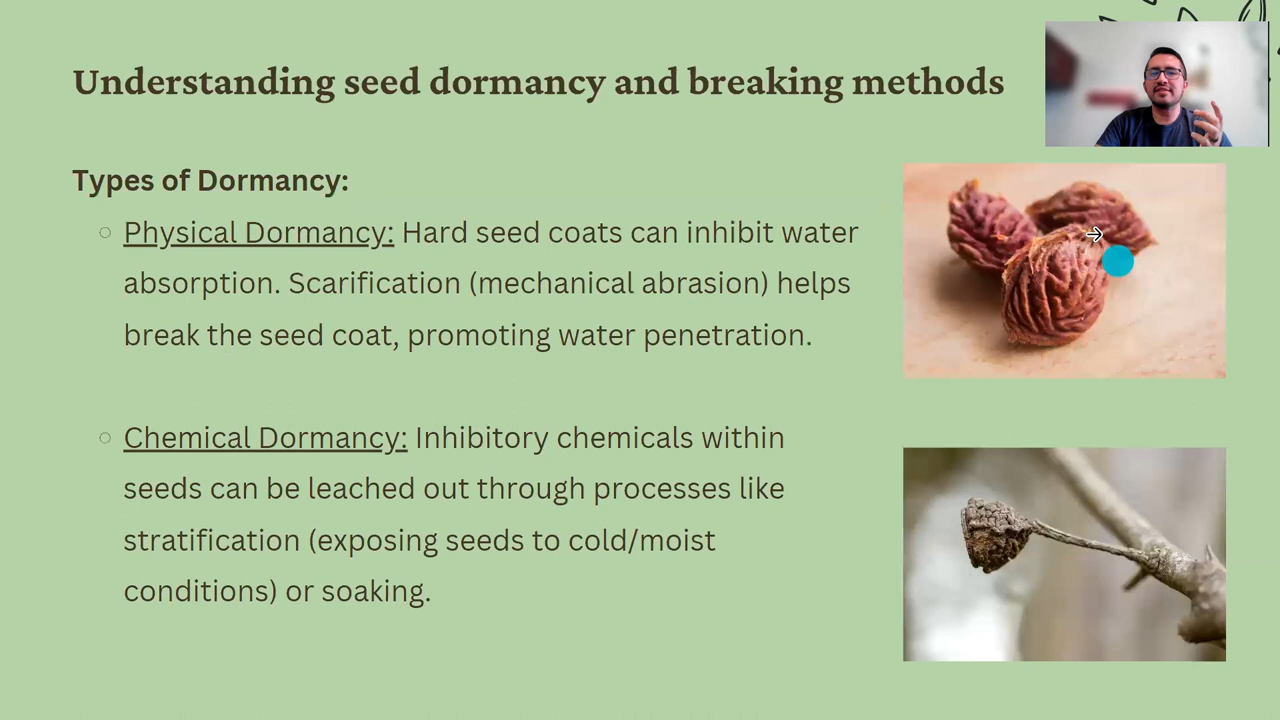 Understanding seed dormancy and breaking methods
Types of Dormancy:
Physical Dormancy: Hard seed coats can inhibit water
absorption. Scarification (mechanical abrasion) helps
break the seed coat, promoting water penetration.
Chemical Dormancy: Inhibitory chemicals within
seeds can be leached out through processes like
stratification (exposing seeds to cold/moist
conditions) or soaking.